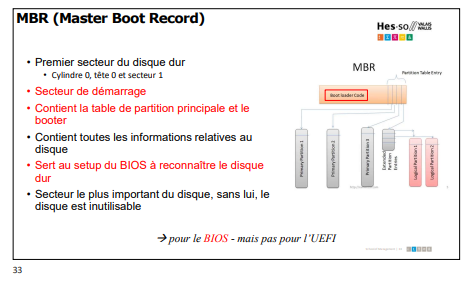 MBR (Master Boot Record)
Hes·so VALAIS
WALLIS
• Premier secteur du disque dur
• Cylindre 0, tête 0 et secteur 1
• Secteur de démarrage
• Contient la table de partition principale et le
booter
• Contient toutes les informations relatives au
disque
• Sert au setup du BIOS à reconnaître le disque
dur
• Secteur le plus important du disque, sans lui, le
disque est inutilisable
MBR
Partition Table Entry
Boot loader Code
Primary Partition 1
Primary Partition 2
Primary Partition 3
Extended
Partition
Entries
Logical Partition 1
Logical Partition 2
→ pour le BIOS - mais pas pour l'UEFI
33